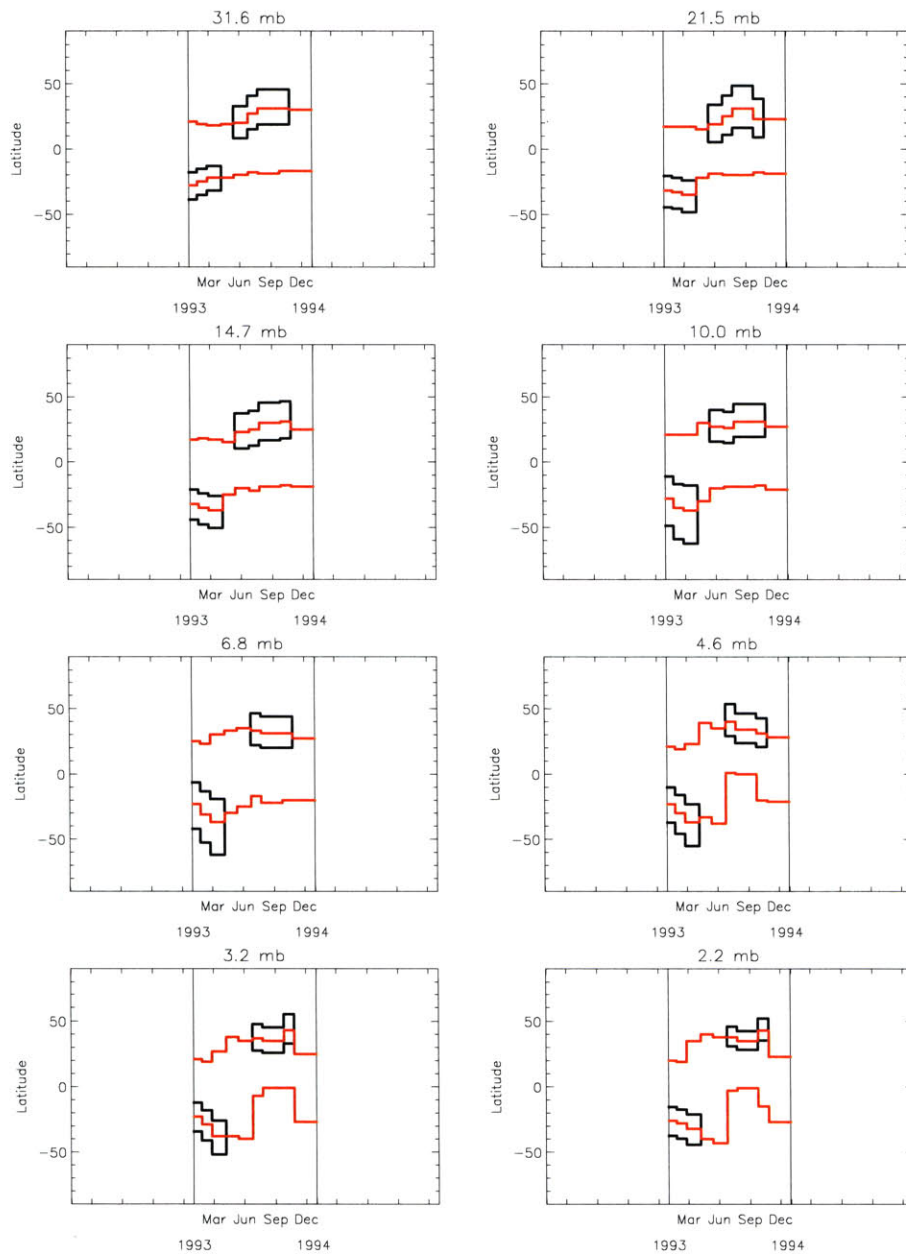 31.6 mb
21.5 mb
Latitude
50
0
-50
Latitude
50
0
-50
Mar Jun Sep Dec
Mar Jun Sep Dec
1993
1994
1993
1994
14.7 mb
10.0 mb
Latitude
50
0
-50
Latitude
50
0
-50
Mar Jun Sep Dec
Mar Jun Sep Dec
1993
1994
1993
1994
6.8 mb
4.6 mb
Latitude
50
0
-50
Latitude
50
0
-50
Mar Jun Sep Dec
Mar Jun Sep Dec
1993
1994
1993
1994
3.2 mb
2.2 mb
Latitude
50
0
-50
Latitude
50
0
-50
Mar Jun Sep Dec
Mar Jun Sep Dec
1993
1994
1993
1994